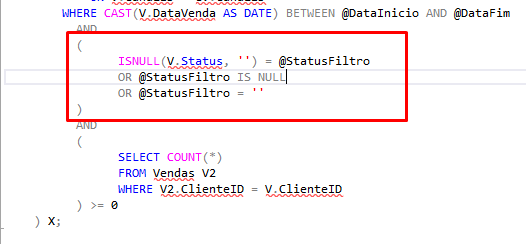 WHERE CAST(V.DataVenda AS DATE) BETWEEN @DataInicio AND @DataFim
AND
(
ISNULL(V.Status, '') = @StatusFiltro
OR @StatusFiltro IS NULL
OR @StatusFiltro = ''
)
AND
(
SELECT COUNT(*)
FROM Vendas V2
WHERE V2.ClienteID = V.ClienteID
) >= 0
) X;